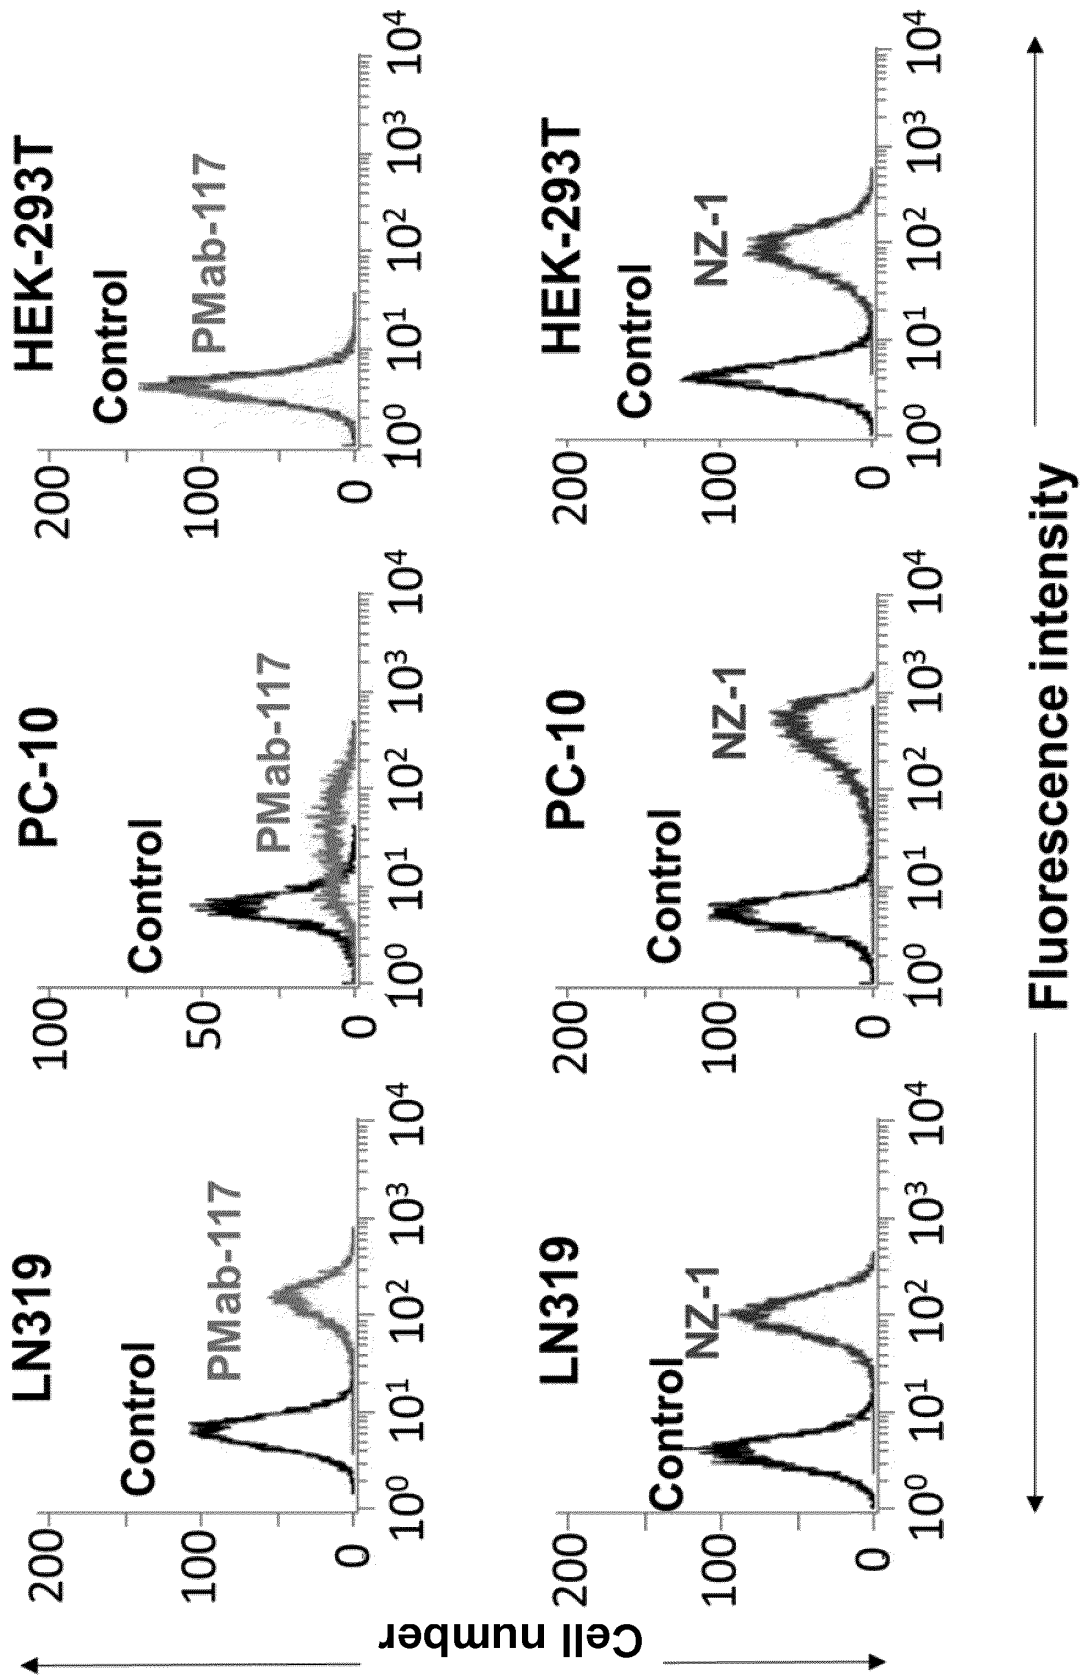 LN319
PC-10
HEK-293T
Control
PMab-117
200
100
0
10⁰ 10¹ 10² 10³ 10⁴
Control
PMab-117
100
50
0
10⁰ 10¹ 10² 10³ 10⁴
Control
PMab-117
200
100
0
10⁰ 10¹ 10² 10³ 10⁴
Cell number
LN319
PC-10
HEK-293T
Control
NZ-1
200
100
0
10⁰ 10¹ 10² 10³ 10⁴
Control
NZ-1
200
100
0
10⁰ 10¹ 10² 10³ 10⁴
Control
NZ-1
200
100
0
10⁰ 10¹ 10² 10³ 10⁴
Fluorescence intensity